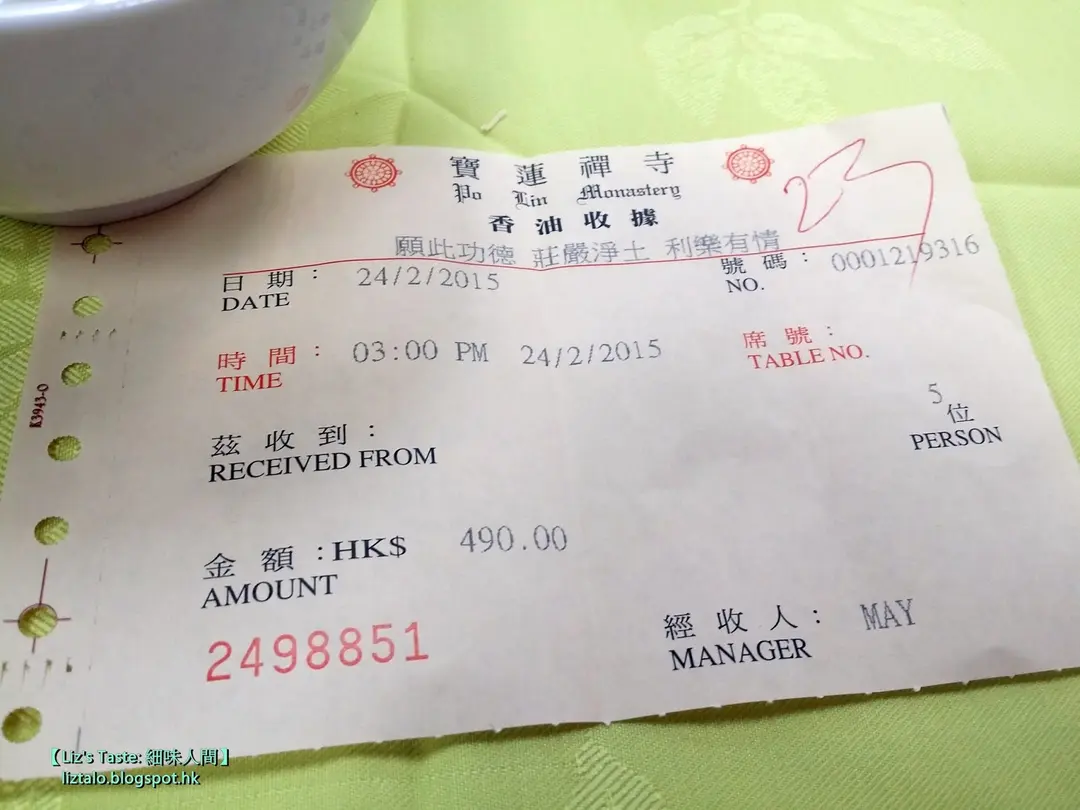 寶蓮禪寺
Po Lin Monastery
香油收據
願此功德 莊嚴淨土 利樂有情
日期: 24/2/2015 號碼: 0001219316
DATE NO.
時間: 03:00 PM 24/2/2015 席號:
TIME TABLE NO.
5
位
茲收到:
PERSON
RECEIVED FROM
金額:HK$ 490.00
AMOUNT
經收人: MAY
MANAGER
2498851
K3943-O
【Liz's Taste: 細味人間】
liztalo.blogspot.hk